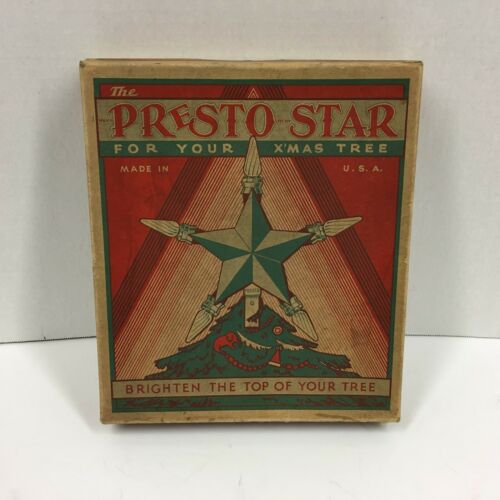 The
PRESTO STAR
FOR YOUR X'MAS TREE
MADE IN U.S.A.
BRIGHTEN THE TOP OF YOUR TREE